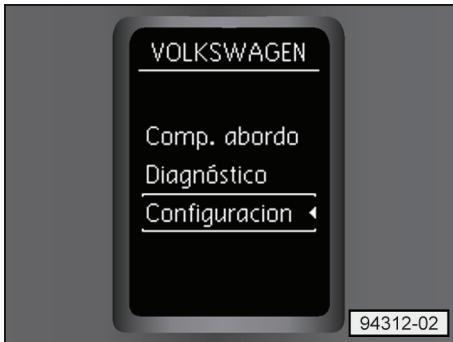 VOLKSWAGEN
Comp. abordo
Diagnóstico
Configuracion
94312-02